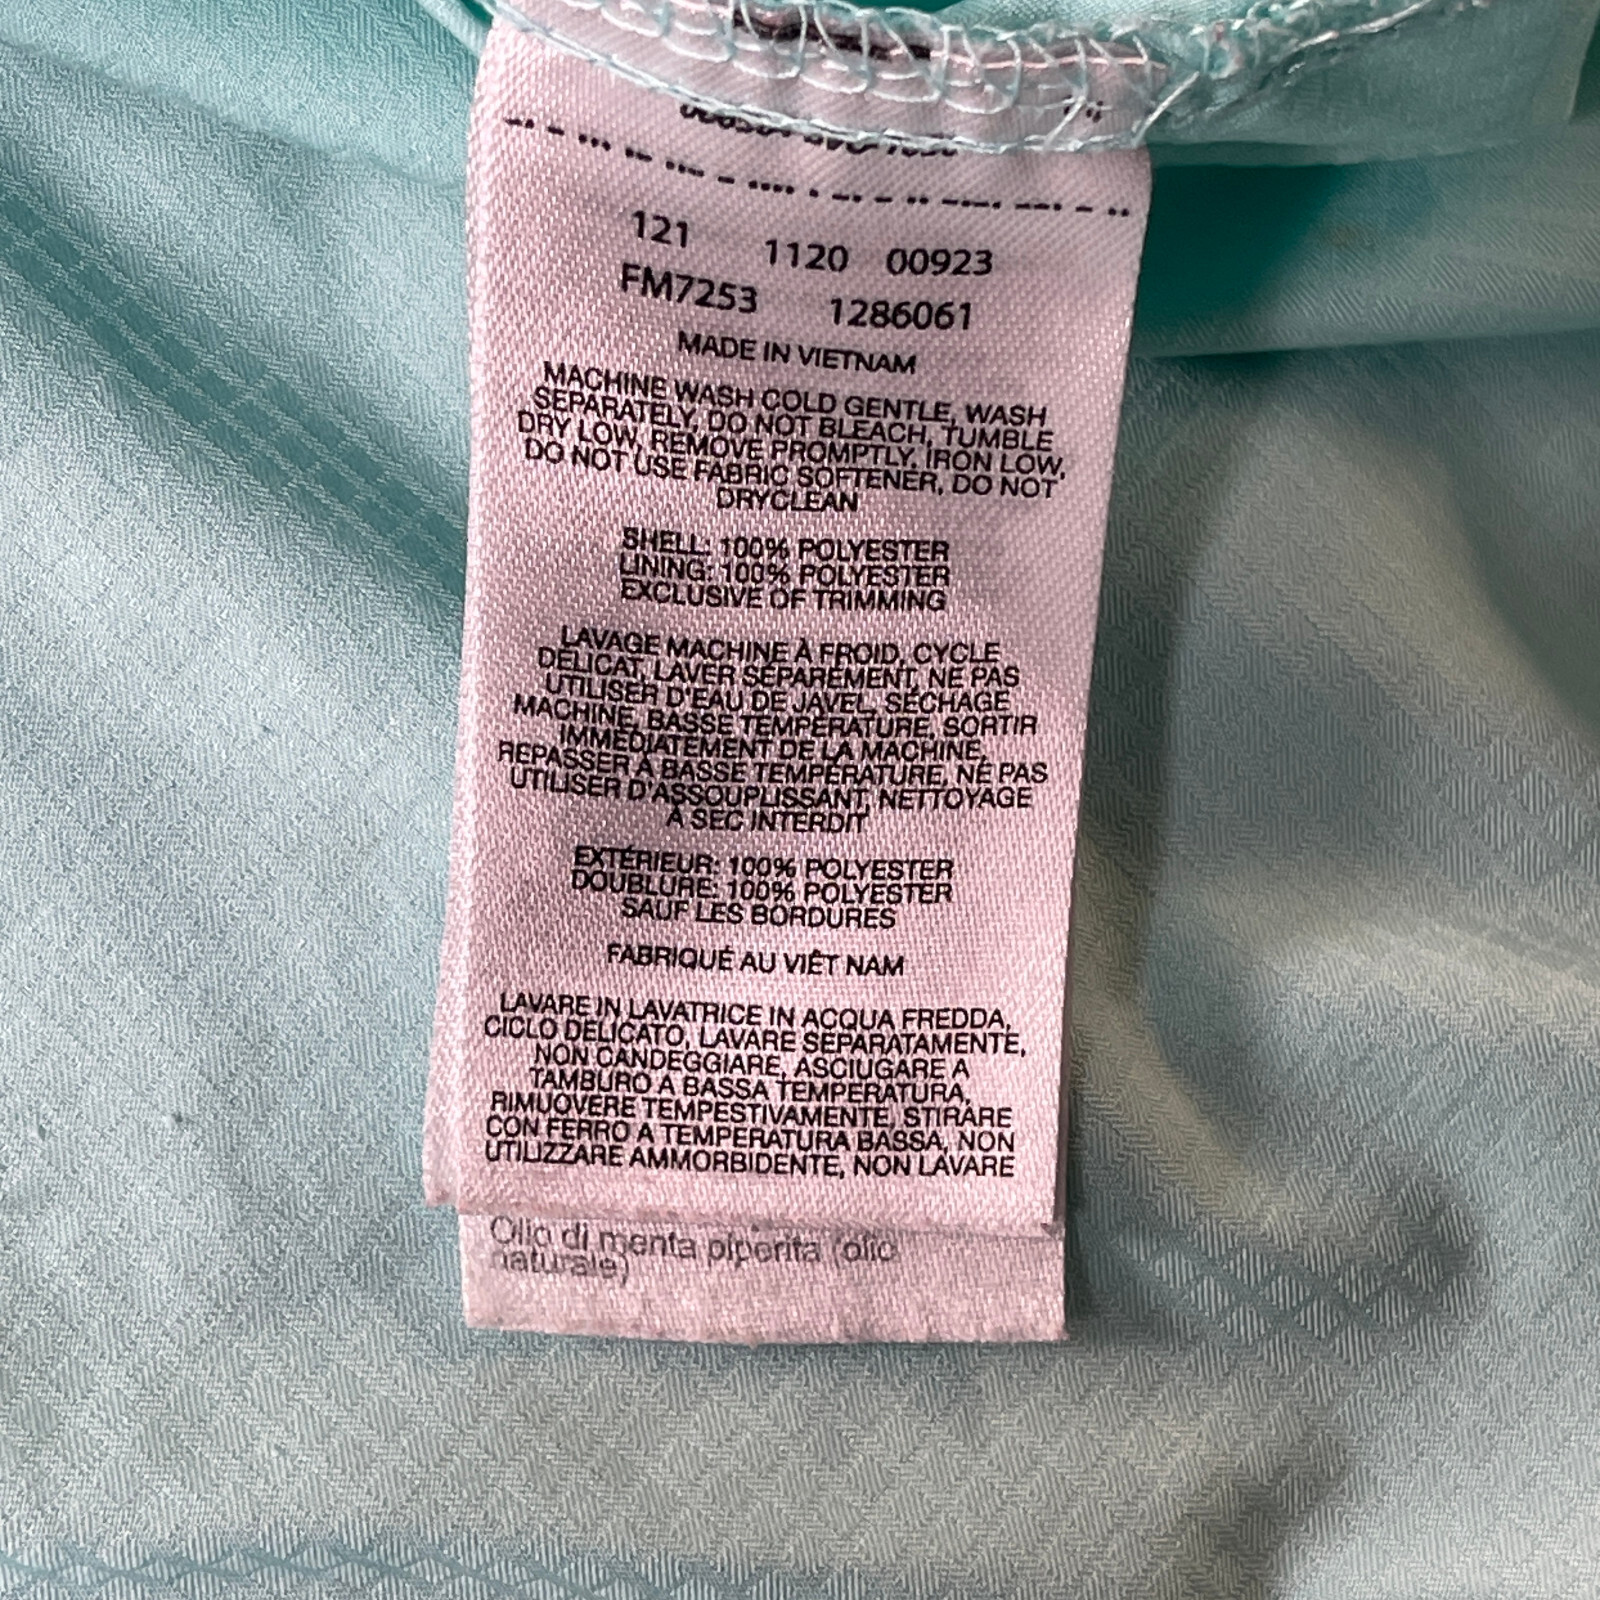 121 1120 00923
FM7253 1286061
MADE IN VIETNAM
MACHINE WASH COLD GENTLE, WASH
SEPARATELY, DO NOT BLEACH, TUMBLE
DRY LOW, REMOVE PROMPTLY, IRON LOW,
DO NOT USE FABRIC SOFTENER, DO NOT
DRYCLEAN
SHELL: 100% POLYESTER
LINING: 100% POLYESTER
EXCLUSIVE OF TRIMMING
LAVAGE MACHINE À FROID, CYCLE
DÉLICAT, LAVER SÉPARÉMENT, NE PAS
UTILISER D'EAU DE JAVEL, SÉCHAGE
MACHINE, BASSE TEMPÉRATURE, SORTIR
IMMÉDIATEMENT DE LA MACHINE,
REPASSER À BASSE TEMPÉRATURE, NE PAS
UTILISER D'ASSOUPLISSANT, NETTOYAGE
À SEC INTERDIT
EXTÉRIEUR: 100% POLYESTER
DOUBLURE: 100% POLYESTER
SAUF LES BORDURES
FABRIQUÉ AU VIÊT NAM
LAVARE IN LAVATRICE IN ACQUA FREDDA,
CICLO DELICATO, LAVARE SEPARATAMENTE,
NON CANDEGGIARE, ASCIUGARE A
TAMBURO A BASSA TEMPERATURA,
RIMUOVERE TEMPESTIVAMENTE, STIRARE
CON FERRO A TEMPERATURA BASSA, NON
UTILIZZARE AMMORBIDENTE, NON LAVARE
Olio di menta piperita (olio
naturale)